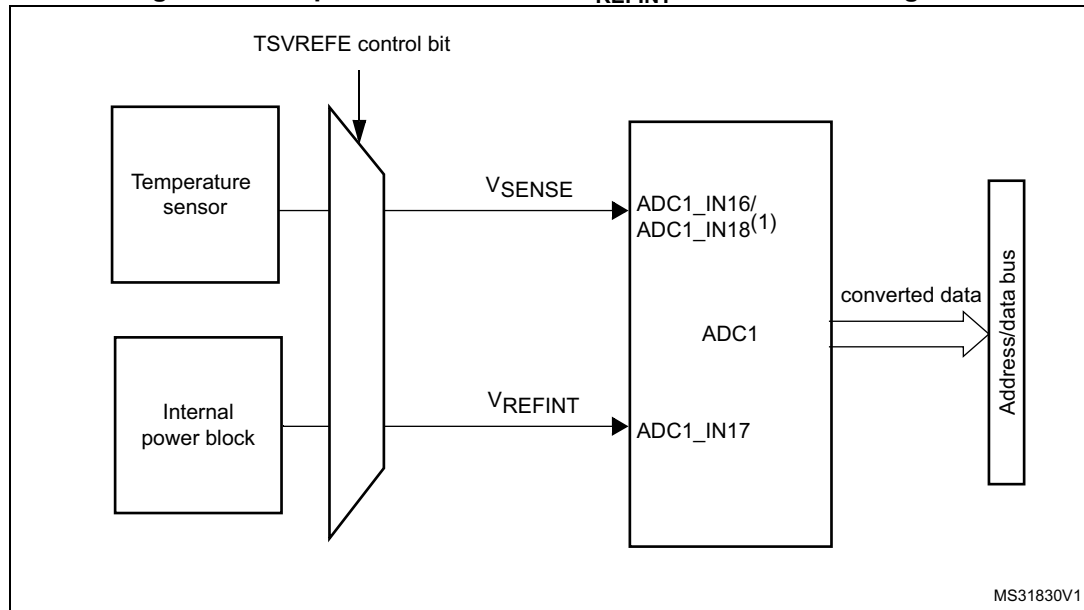 TSVREFE control bit
Temperature
sensor
VSENSE
ADC1_IN16/
ADC1_IN18(1)
converted data
Address/data bus
ADC1
Internal
power block
VREFINT
ADC1_IN17
MS31830V1